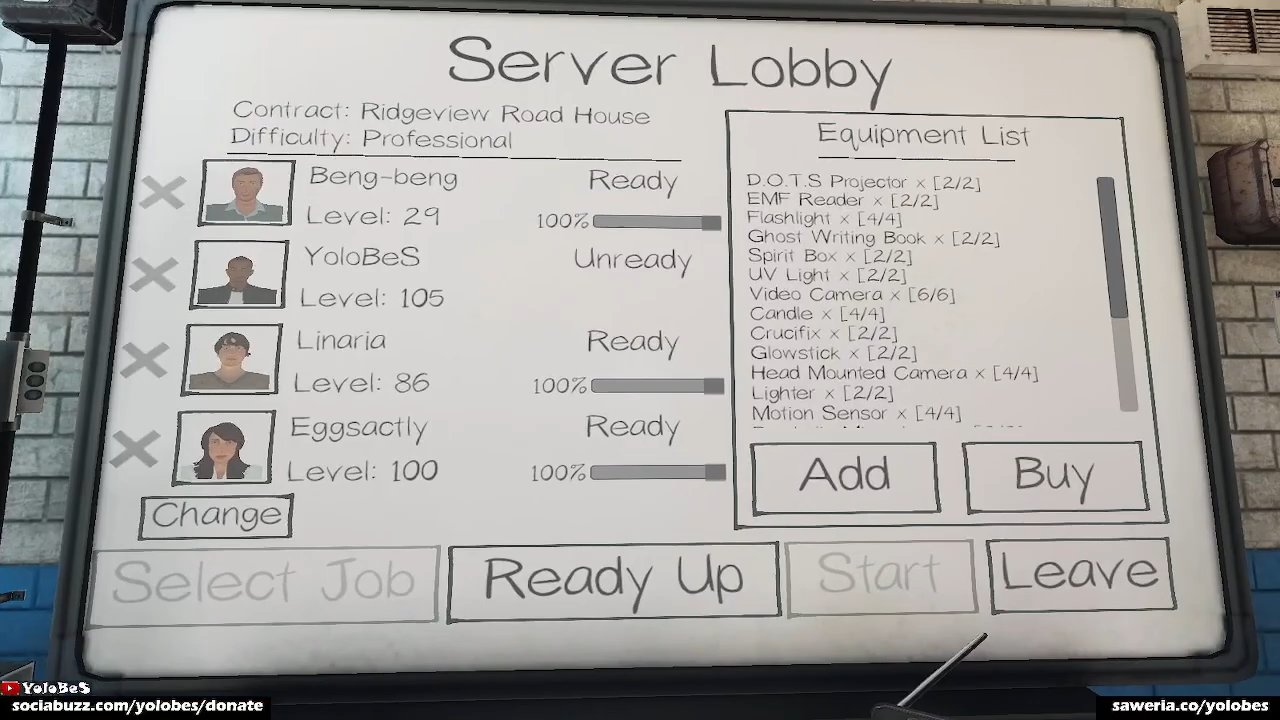 Server Lobby
Contract: Ridgeview Road House
Difficulty: Professional
Beng-beng
Ready
Level: 29
100%
YoloBeS
Unready
Level: 105
Linaria
Ready
Level: 86
100%
Eggsactly
Ready
Level: 100
100%
Change
Equipment List
D.O.T.S Projector x [2/2]
EMF Reader x [2/2]
Flashlight x [4/4]
Ghost Writing Book x [2/2]
Spirit Box x [2/2]
UV Light x [2/2]
Video Camera x [6/6]
Candle x [4/4]
Crucifix x [2/2]
Glowstick x [2/2]
Head Mounted Camera x [4/4]
Lighter x [2/2]
Motion Sensor x [4/4]
Add
Buy
Select Job
Ready Up
Start
Leave
YoloBeS
sociabuzz.com/yolobes/donate
saweria.co/yolobes